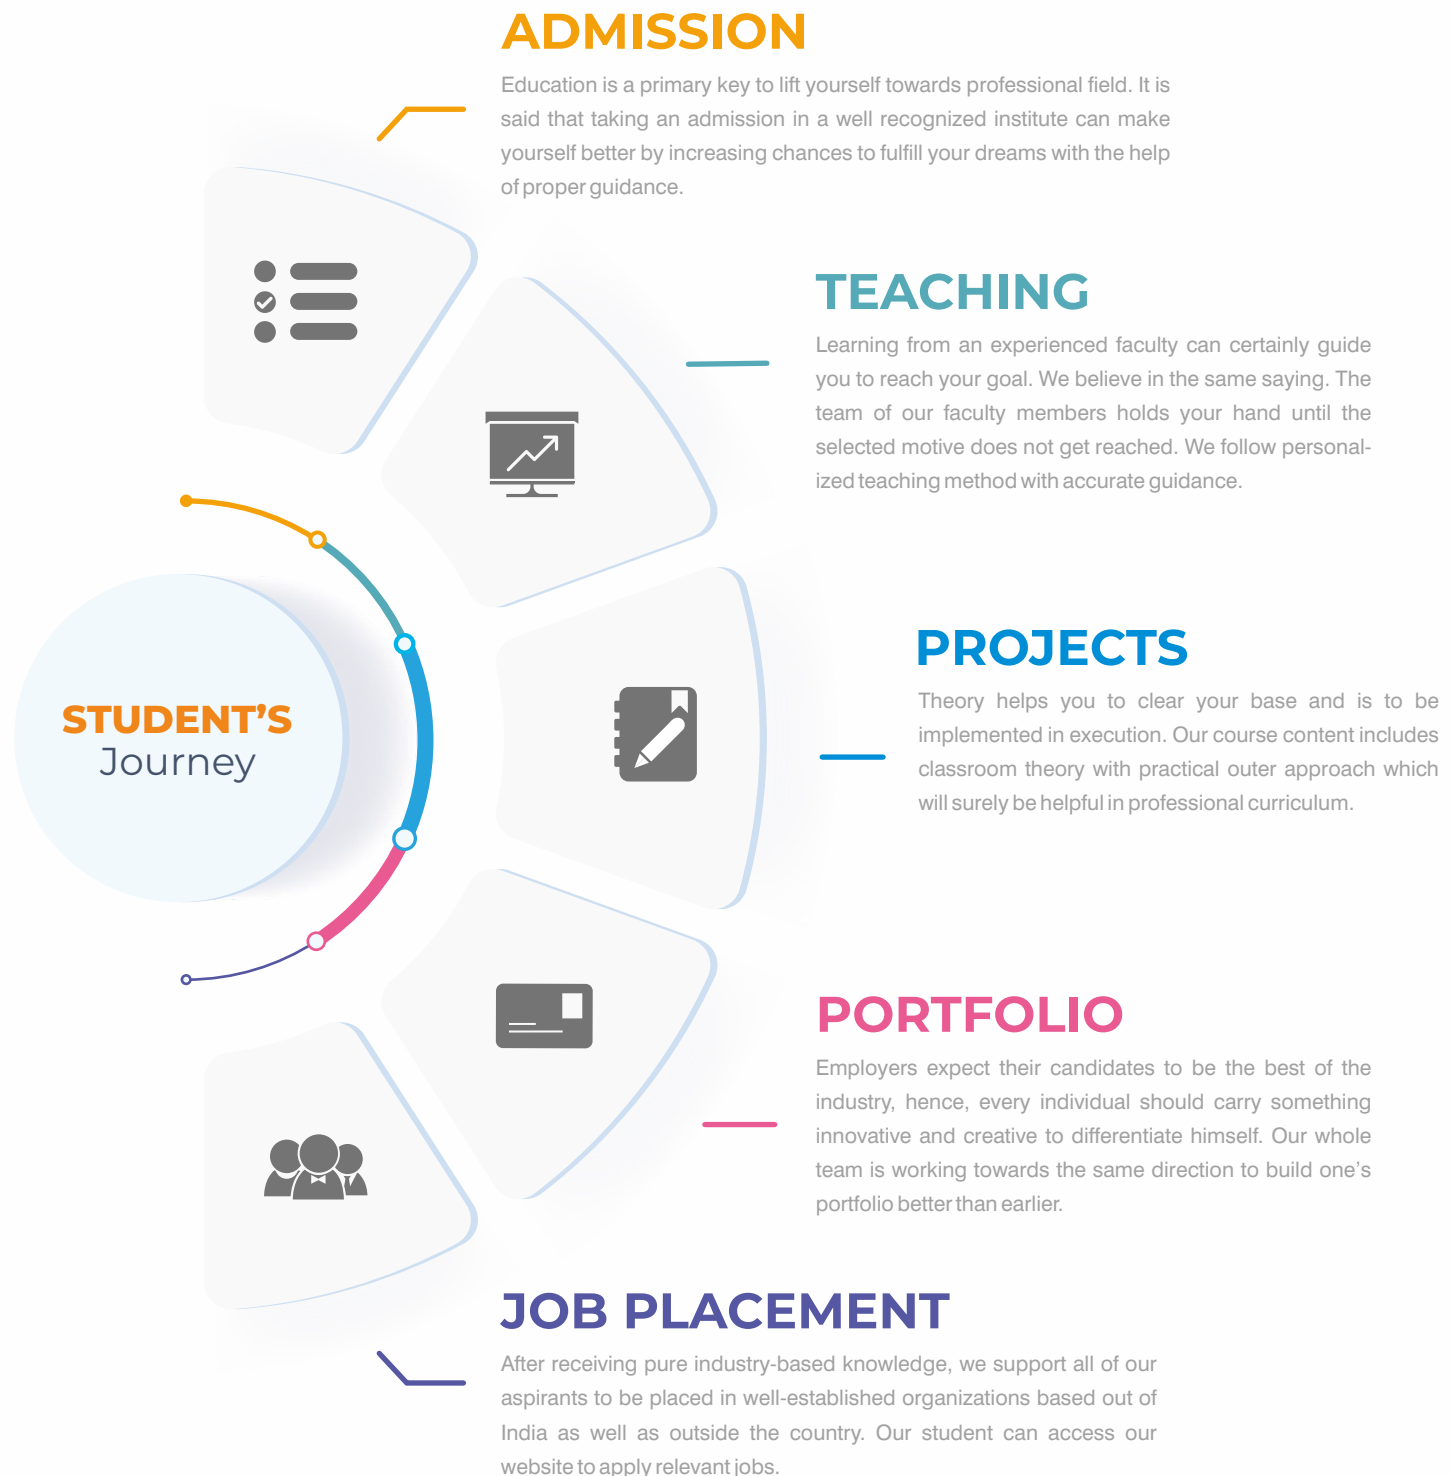 ADMISSION
Education is a primary key to lift yourself towards professional field. It is
said that taking an admission in a well recognized institute can make
yourself better by increasing chances to fulfill your dreams with the help
of proper guidance.
TEACHING
Learning from an experienced faculty can certainly guide
you to reach your goal. We believe in the same saying. The
team of our faculty members holds your hand until the
selected motive does not get reached. We follow personal-
ized teaching method with accurate guidance.
PROJECTS
Theory helps you to clear your base and is to be
implemented in execution. Our course content includes
classroom theory with practical outer approach which
will surely be helpful in professional curriculum.
STUDENT’S
Journey
PORTFOLIO
Employers expect their candidates to be the best of the
industry, hence, every individual should carry something
innovative and creative to differentiate himself. Our whole
team is working towards the same direction to build one’s
portfolio better than earlier.
JOB PLACEMENT
After receiving pure industry-based knowledge, we support all of our
aspirants to be placed in well-established organizations based out of
India as well as outside the country. Our student can access our
website to apply relevant jobs.